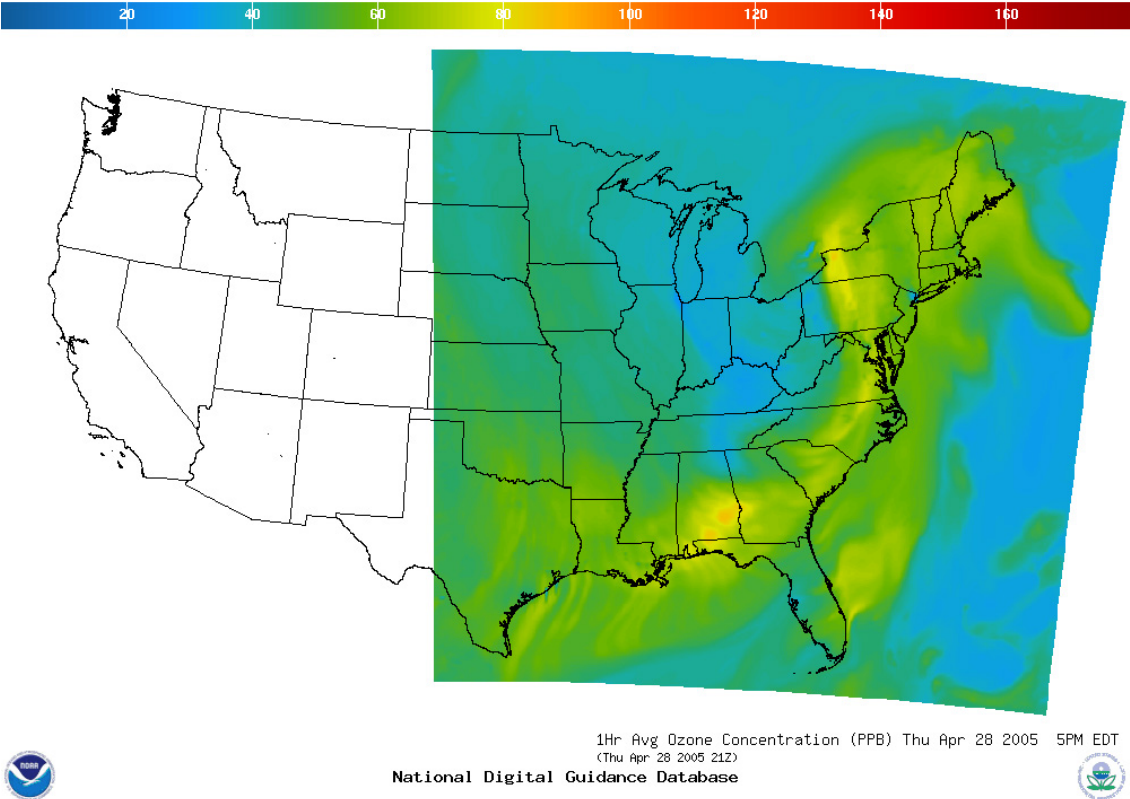 20 40 60 80 100 120 140 160
1Hr Avg Ozone Concentration (PPB) Thu Apr 28 2005 5PM EDT
(Thu Apr 28 2005 21Z)
National Digital Guidance Database
NOAA